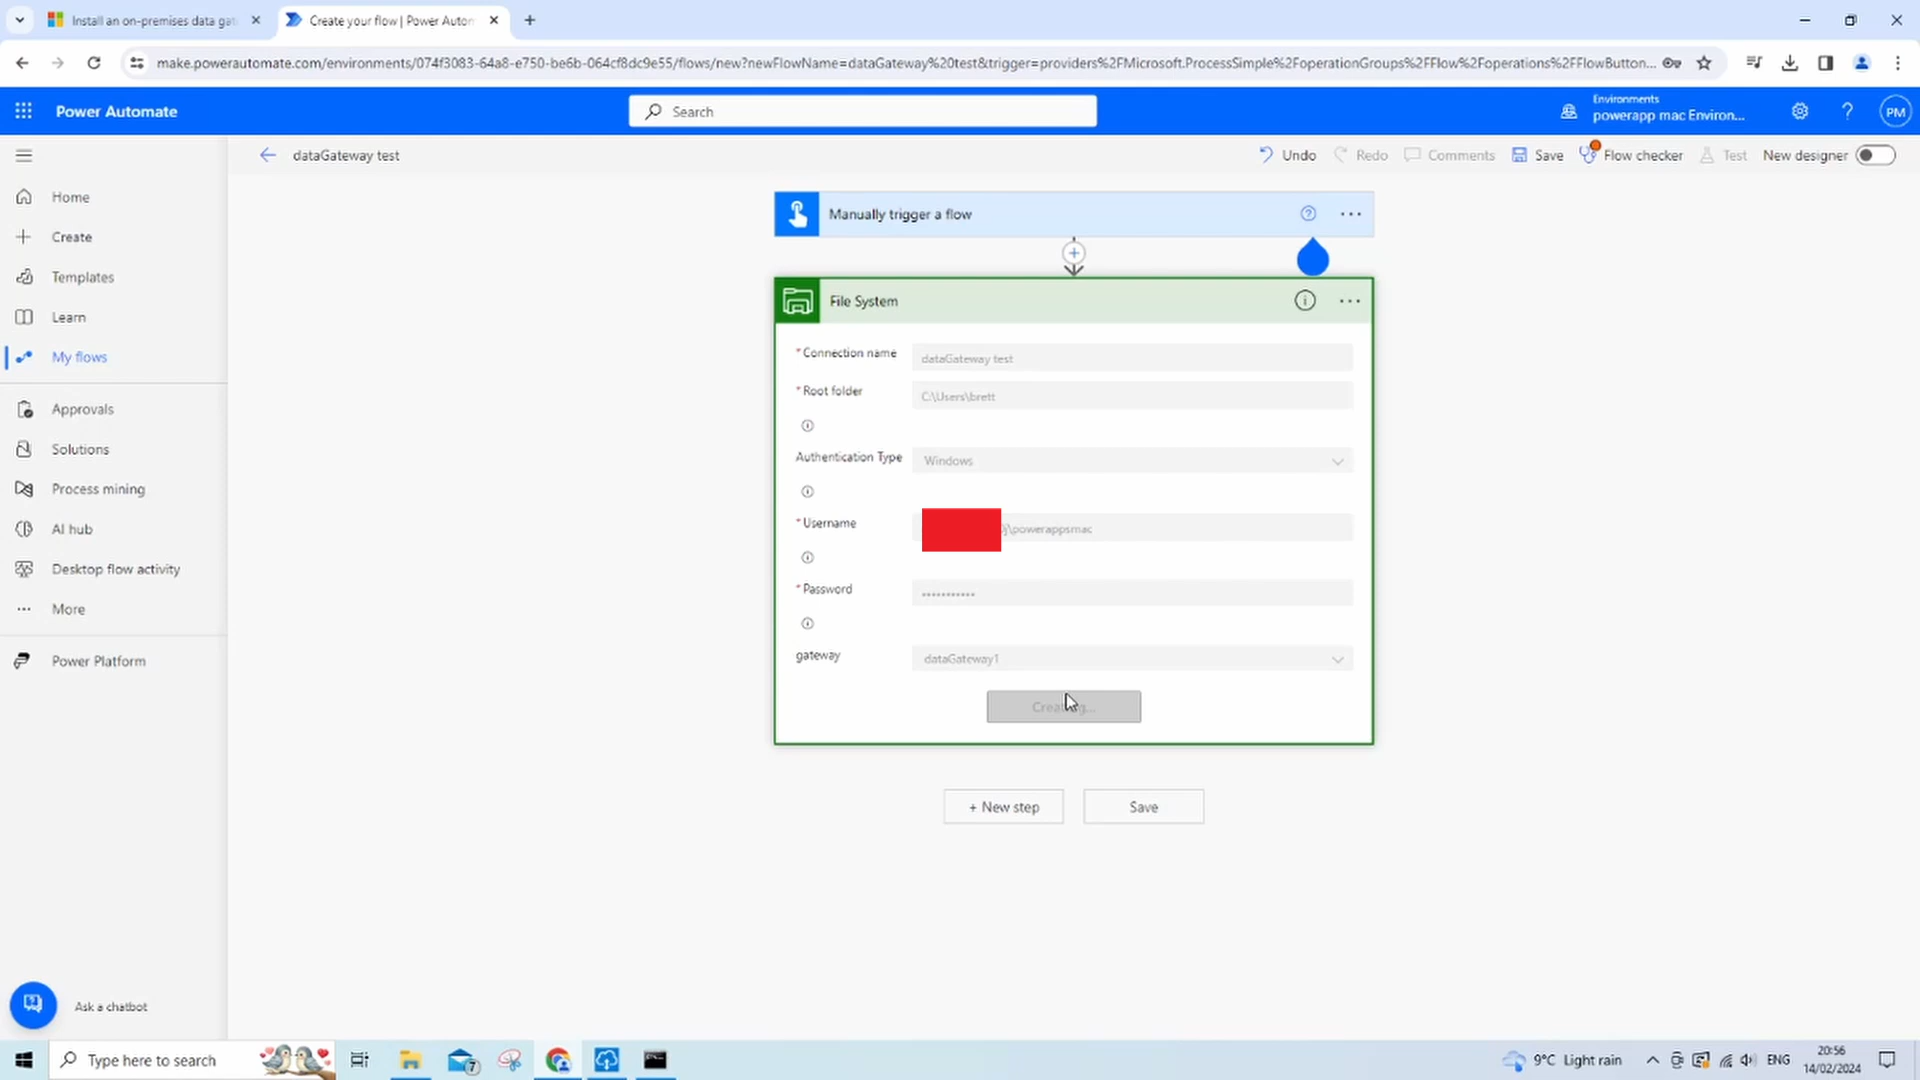 Install an on-premises data gat
Create your flow | Power Autom
make.powerautomate.com/environments/074f3083-64a8-e750-be6b-064cf8dc9e55/flows/new?newFlowName=dataGateway%20test&trigger=providers%2FMicrosoft.ProcessSimple%2FoperationGroups%2FFlow%2Foperations%2FFlowButton...
Power Automate
Search
Environments
powerapp mac Environ...
PM
dataGateway test
Undo
Redo
Comments
Save
Flow checker
Test
New designer
Home
Create
Templates
Learn
My flows
Approvals
Solutions
Process mining
AI hub
Desktop flow activity
More
Power Platform
Ask a chatbot
Manually trigger a flow
File System
* Connection name
dataGateway test
* Root folder
C:\Users\brett
Authentication Type
Windows
* Username
\powerappsmac
* Password
gateway
dataGateway1
+ New step
Save
Type here to search
7
9°C Light rain
ENG
20:56
14/02/2024